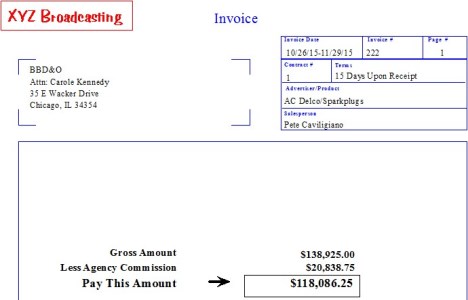 XYZ Broadcasting
Invoice
Invoice Date Invoice # Page #
10/26/15-11/29/15 222 1
Contract # Terms
1 15 Days Upon Receipt
Advertiser/Product
AC Delco/Sparkplugs
Salesperson
Pete Caviligiano
BBD&O
Attn: Carole Kennedy
35 E Wacker Drive
Chicago, IL 34354
Gross Amount $138,925.00
Less Agency Commission $20,838.75
Pay This Amount $118,086.25